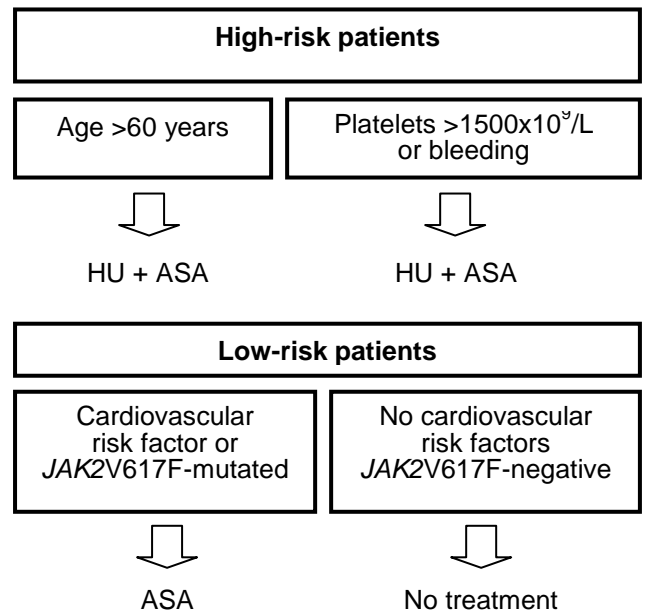 High-risk patients
Age >60 years
Platelets >1500x10⁹/L
or bleeding
HU + ASA
HU + ASA
Low-risk patients
Cardiovascular
risk factor or
JAK2V617F-mutated
No cardiovascular
risk factors
JAK2V617F-negative
ASA
No treatment